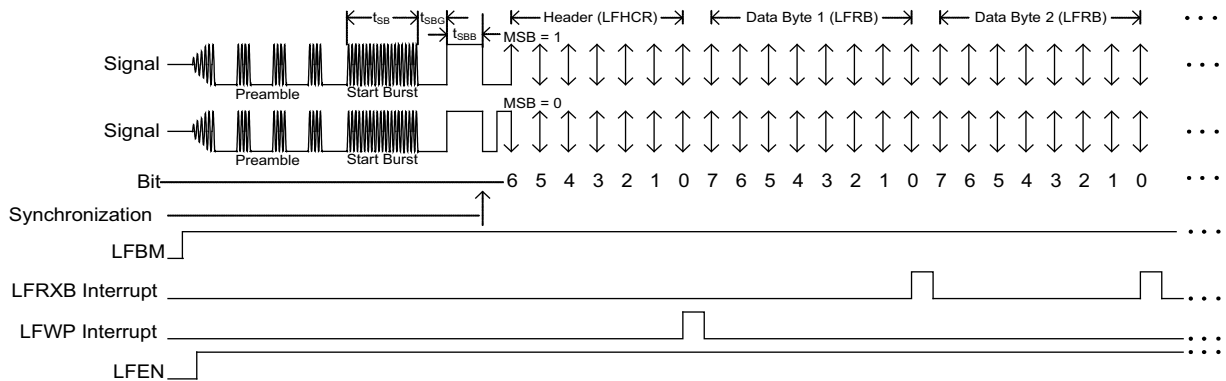 tSB tSBG Header (LFHCR) Data Byte 1 (LFRB) Data Byte 2 (LFRB) • • •
tSBB MSB = 1
Signal • • •
Preamble Start Burst
MSB = 0
Signal • • •
Preamble Start Burst
Bit 6 5 4 3 2 1 0 7 6 5 4 3 2 1 0 7 6 5 4 3 2 1 0 • • •
Synchronization
LFBM • • •
LFRXB Interrupt • • •
LFWP Interrupt • • •
LFEN • • •